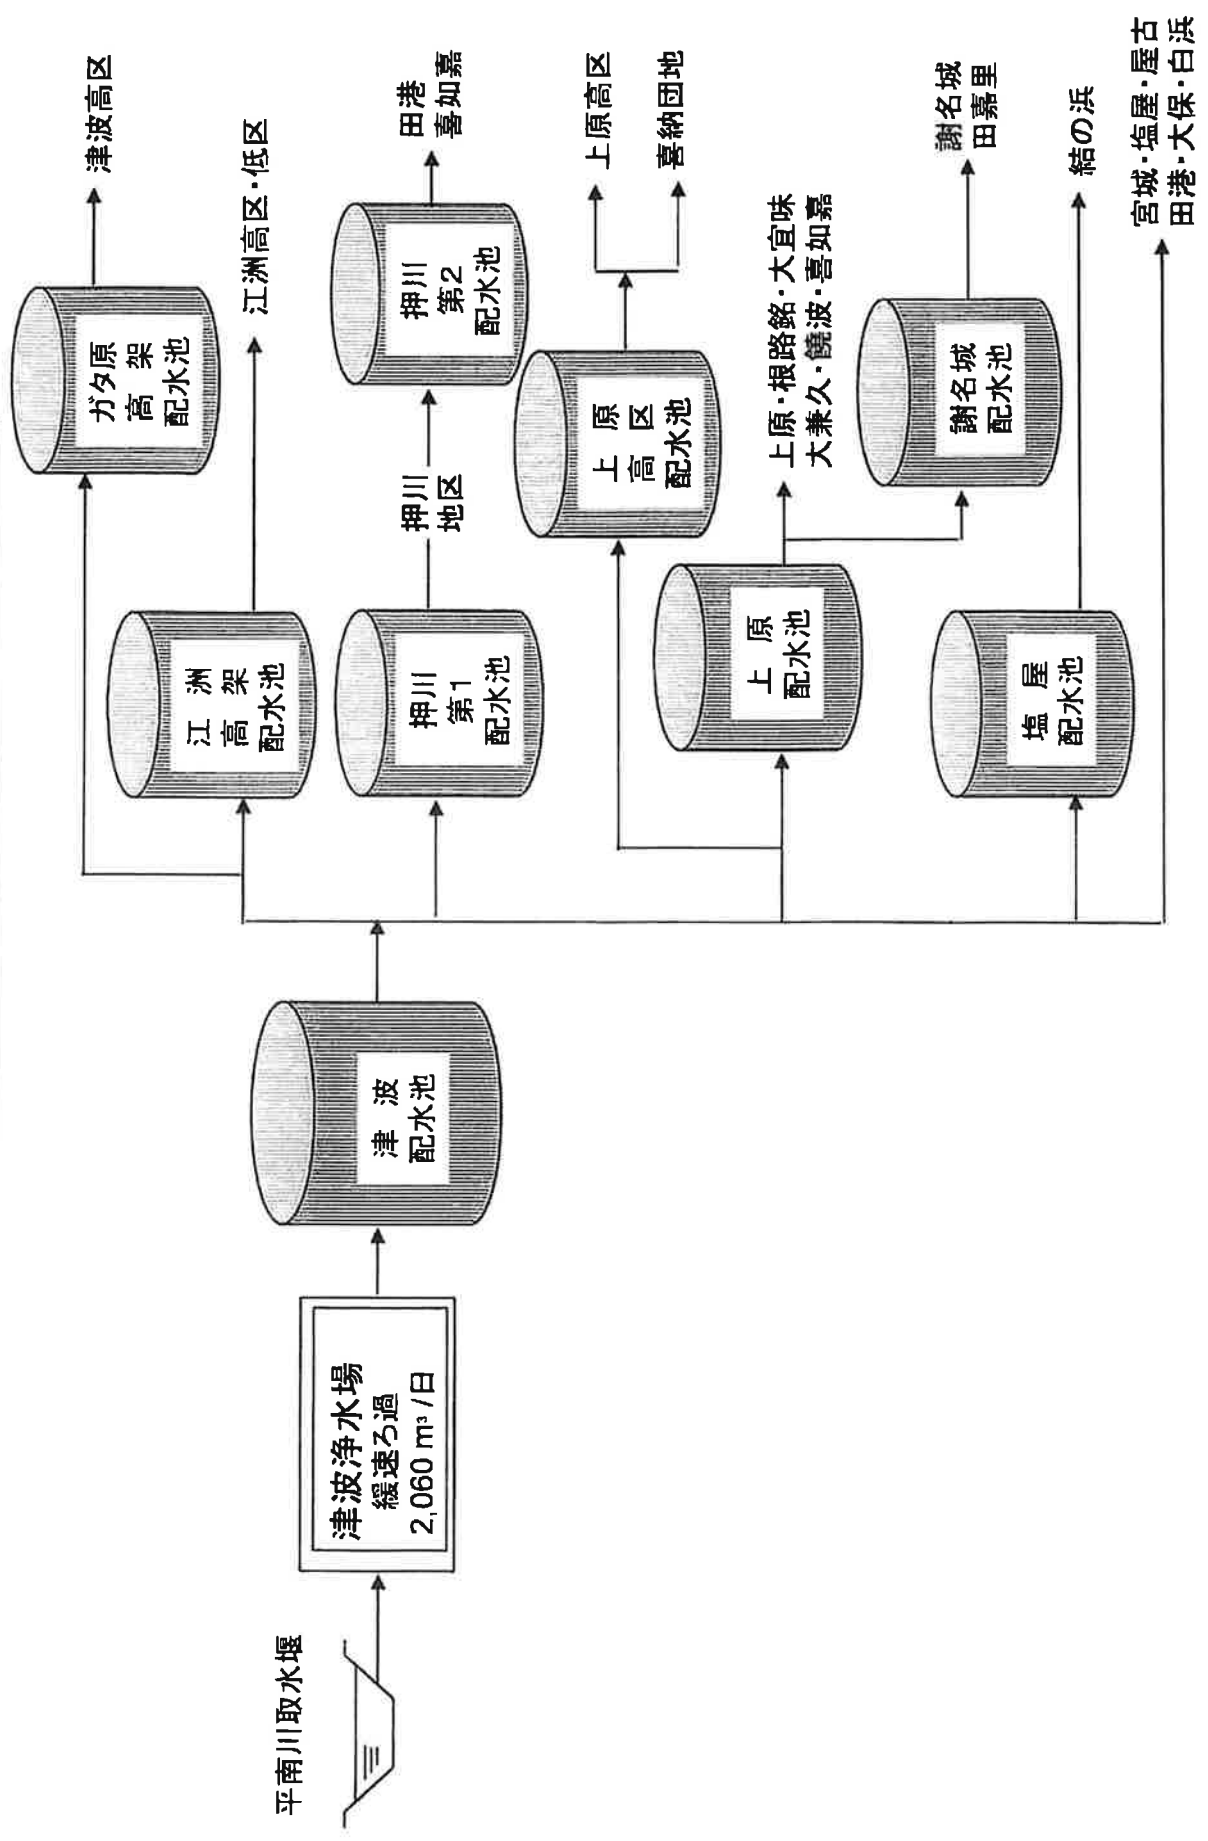 平南川取水堰
津波浄水場
緩速ろ過
2,060 m³/日
津 波
配水池
ガタ原
高 架
配水池
津波高区
江 洲
高 架
配水池
江洲高区・低区
押川
第1
配水池
押川
地区
押川
第2
配水池
田港
喜如嘉
上 原
高 区
配水池
上原高区
喜納団地
上 原
配水池
上原・根路銘・大宜味
大兼久・饒波・喜如嘉
謝名城
配水池
謝名城
田嘉里
塩 屋
配水池
結の浜
宮城・塩屋・屋古
田港・大保・白浜